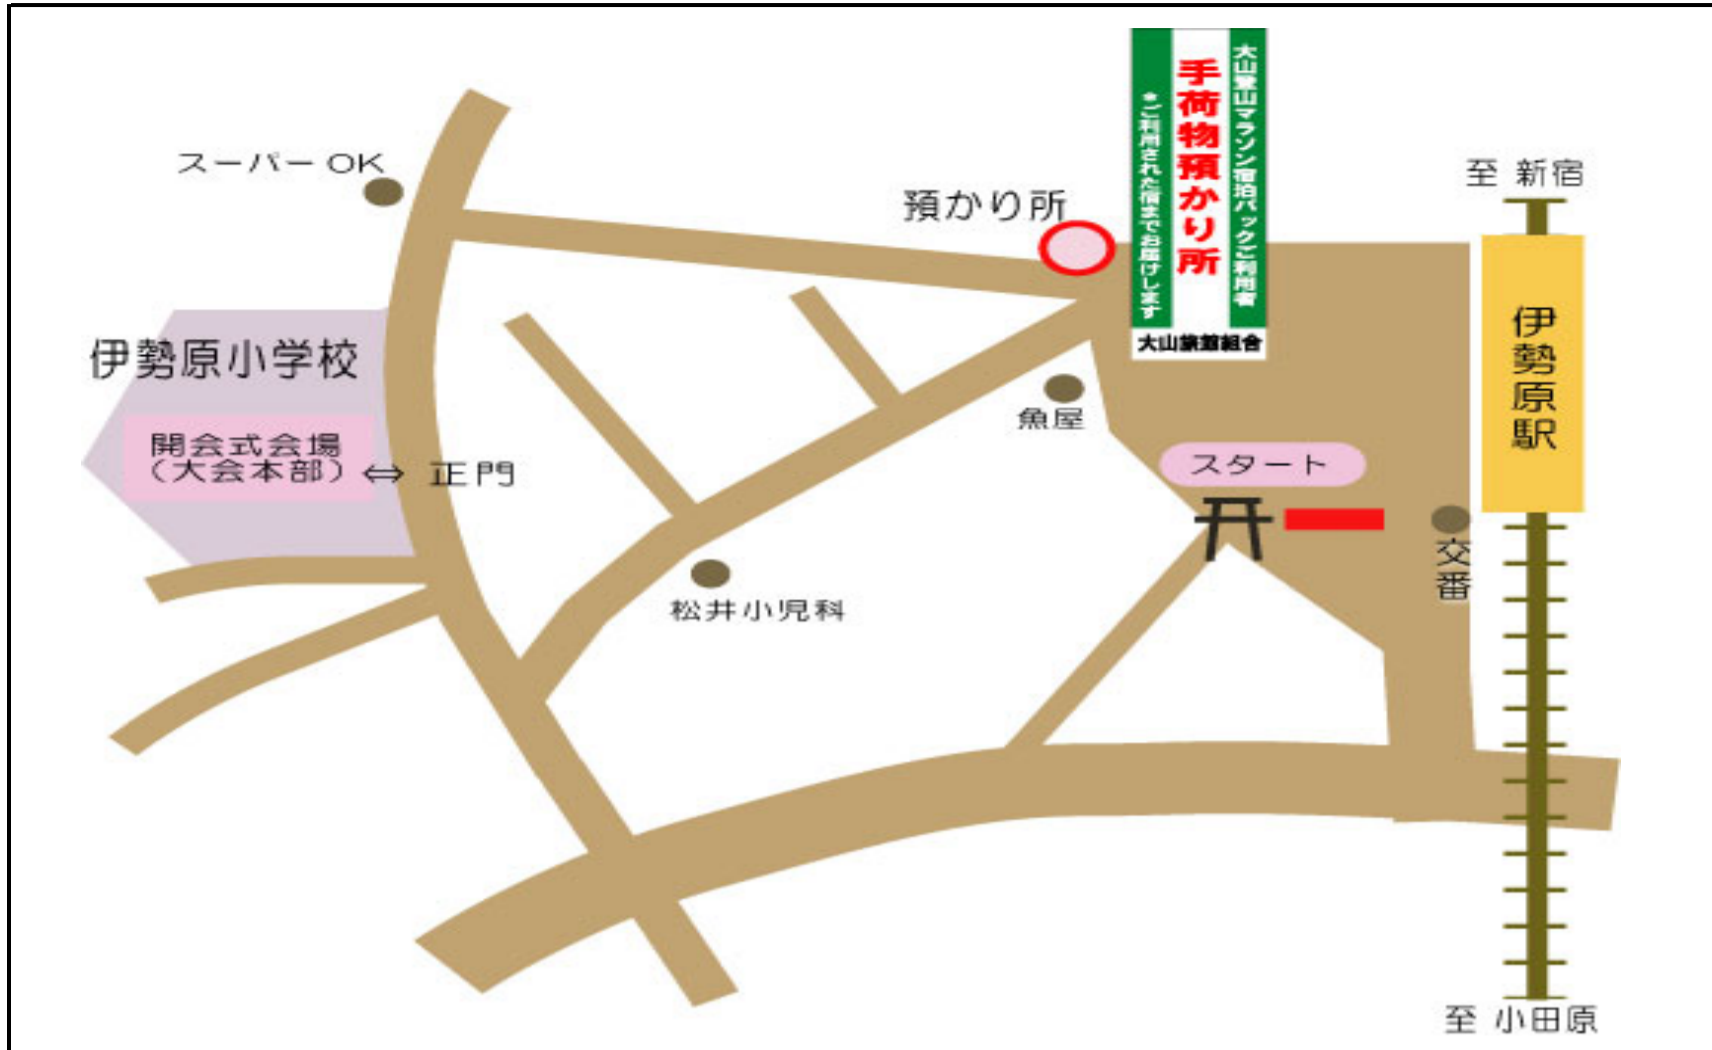 大山登山マラソン宿泊パックご利用者
手荷物預かり所
*ご利用された宿までお届けします
大山旅館組合
スーパー OK
預かり所
至 新宿
伊勢原駅
伊勢原小学校
開会式会場
（大会本部）⇔ 正門
魚屋
スタート
交番
松井小児科
至 小田原